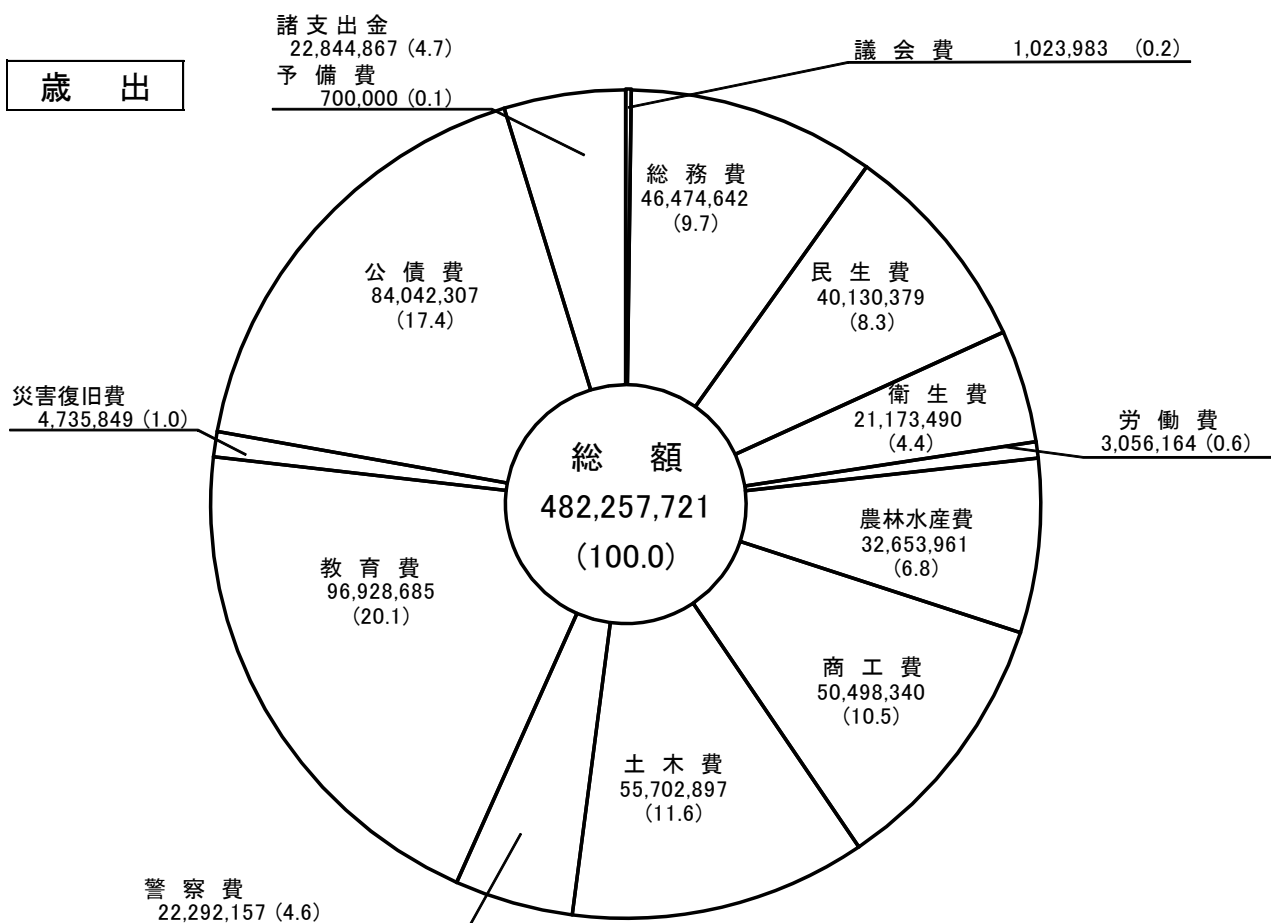 歳 出
諸支出金
22,844,867 (4.7)
予備費
700,000 (0.1)
議会費 1,023,983 (0.2)
総務費
46,474,642
(9.7)
民生費
40,130,379
(8.3)
衛生費
21,173,490
(4.4)
労働費
3,056,164 (0.6)
農林水産費
32,653,961
(6.8)
商工費
50,498,340
(10.5)
土木費
55,702,897
(11.6)
警察費
22,292,157 (4.6)
教育費
96,928,685
(20.1)
災害復旧費
4,735,849 (1.0)
公債費
84,042,307
(17.4)
総 額
482,257,721
(100.0)